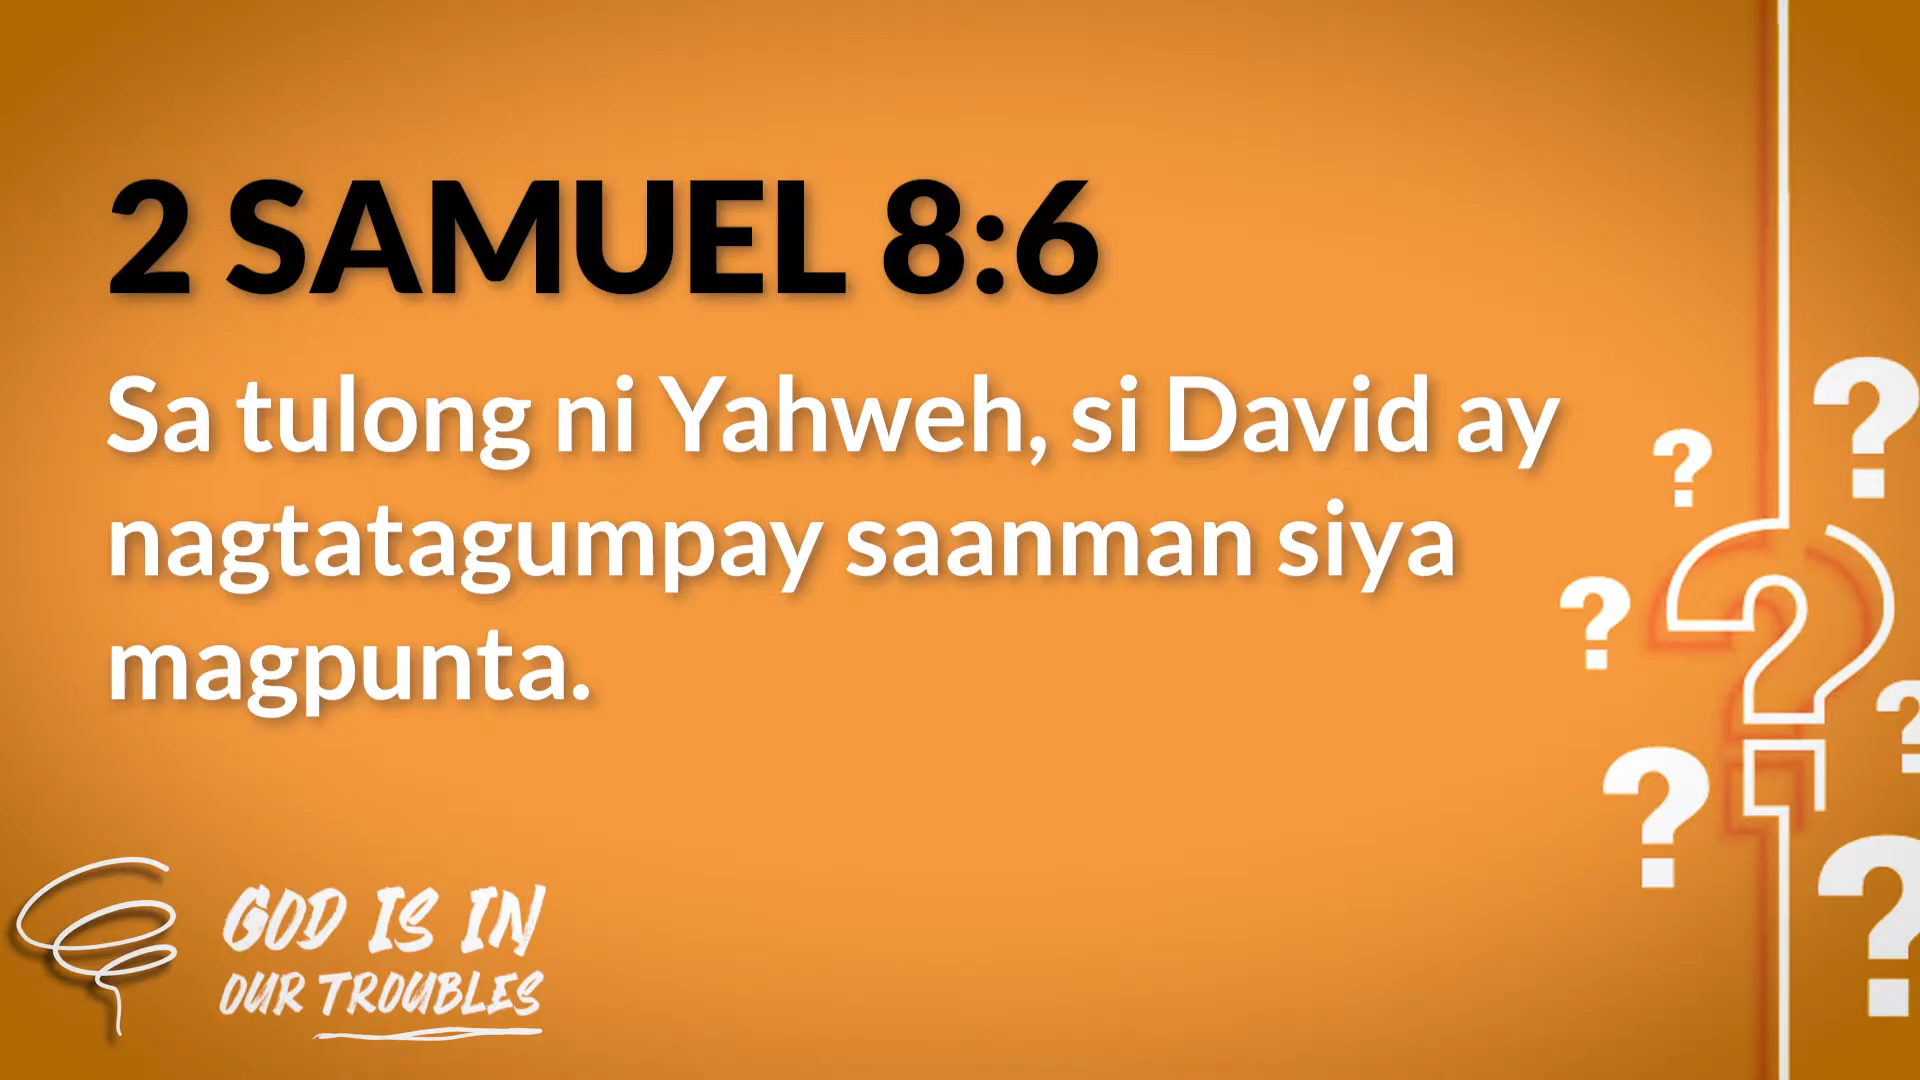 2 SAMUEL 8:6
Sa tulong ni Yahweh, si David ay
nagtatagumpay saanman siya
magpunta.
GOD IS IN
OUR TROUBLES